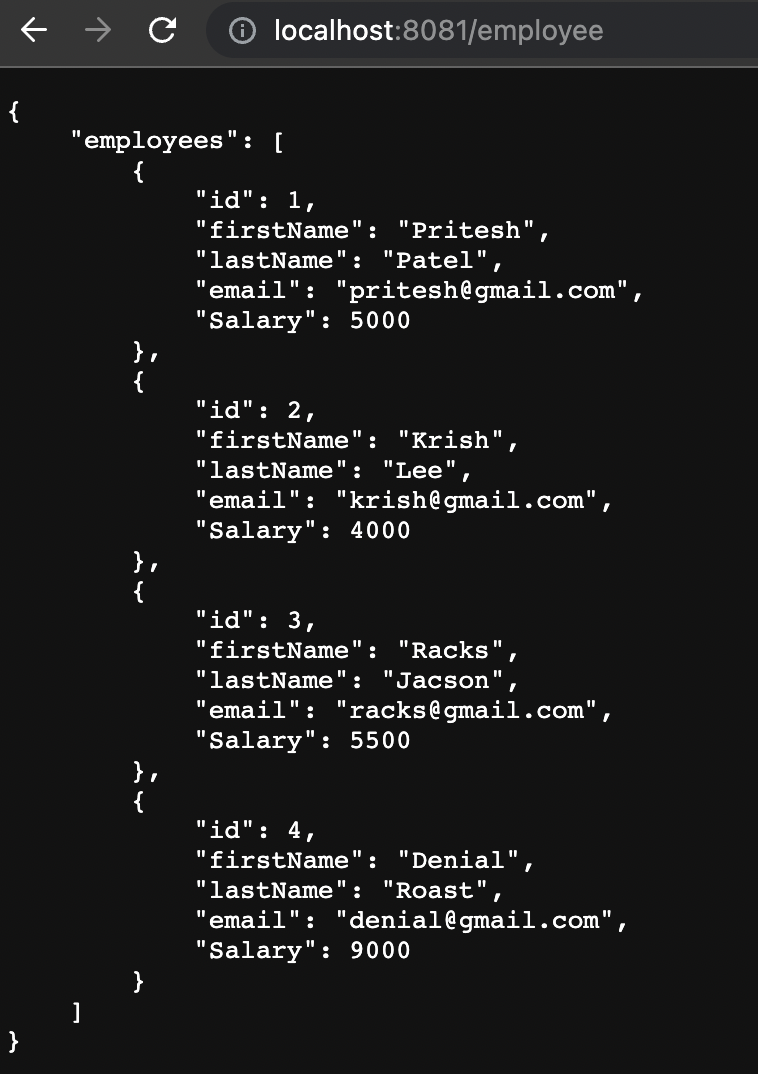 localhost:8081/employee
{
    "employees": [
        {
            "id": 1,
            "firstName": "Pritesh",
            "lastName": "Patel",
            "email": "pritesh@gmail.com",
            "Salary": 5000
        },
        {
            "id": 2,
            "firstName": "Krish",
            "lastName": "Lee",
            "email": "krish@gmail.com",
            "Salary": 4000
        },
        {
            "id": 3,
            "firstName": "Racks",
            "lastName": "Jacson",
            "email": "racks@gmail.com",
            "Salary": 5500
        },
        {
            "id": 4,
            "firstName": "Denial",
            "lastName": "Roast",
            "email": "denial@gmail.com",
            "Salary": 9000
        }
    ]
}